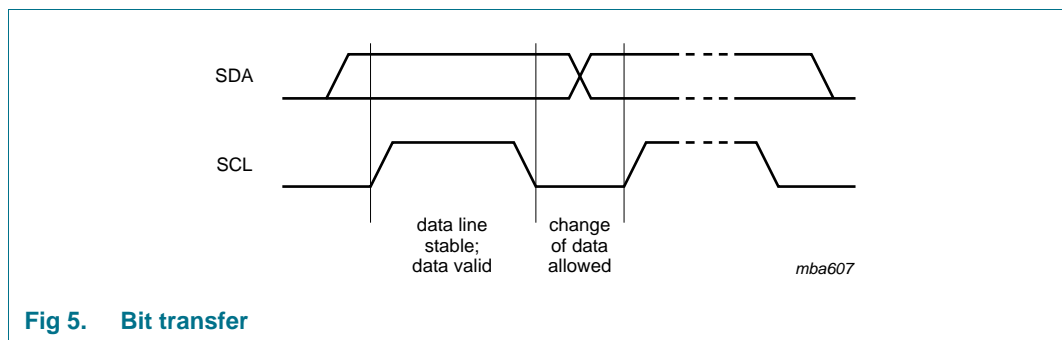 SDA
SCL
data line
stable;
data valid
change
of data
allowed
mba607
Fig 5. Bit transfer